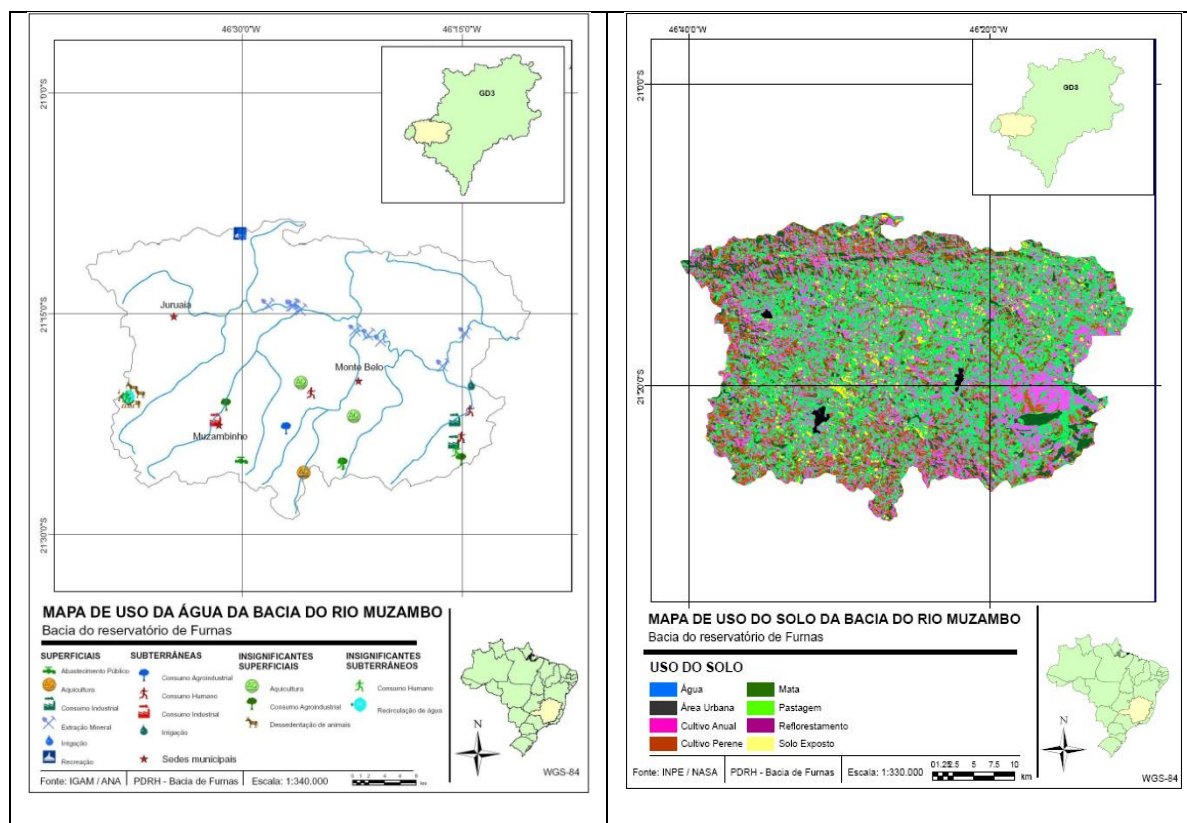 46°30'0"W
46°15'0"W
GD3
21°0'0"S
21°15'0"S
21°30'0"S
Juruaia
Monte Belo
Muzambinho
MAPA DE USO DA ÁGUA DA BACIA DO RIO MUZAMBO
Bacia do reservatório de Furnas
SUPERFICIAIS
Abastecimento Público
Aquicultura
Consumo Industrial
Extração Mineral
Irrigação
Recreação
SUBTERRÂNEAS
Consumo Agroindustrial
Consumo Humano
Consumo Industrial
Irrigação
Sedes municipais
INSIGNIFICANTES
SUPERFICIAIS
Aquicultura
Consumo Agroindustrial
Dessedentação de animais
INSIGNIFICANTES
SUBTERRÂNEOS
Consumo Humano
Recirculação de água
N
WGS-84
Fonte: IGAM / ANA
PDRH - Bacia de Furnas
Escala: 1:340.000
km
46°40'0"W
46°20'0"W
GD3
21°0'0"S
21°20'0"S
MAPA DE USO DO SOLO DA BACIA DO RIO MUZAMBO
Bacia do reservatório de Furnas
USO DO SOLO
Água
Área Urbana
Cultivo Anual
Cultivo Perene
Mata
Pastagem
Reflorestamento
Solo Exposto
N
WGS-84
Fonte: INPE / NASA
PDRH - Bacia de Furnas
Escala: 1:330.000
01.252.5 5 7.5 10
km